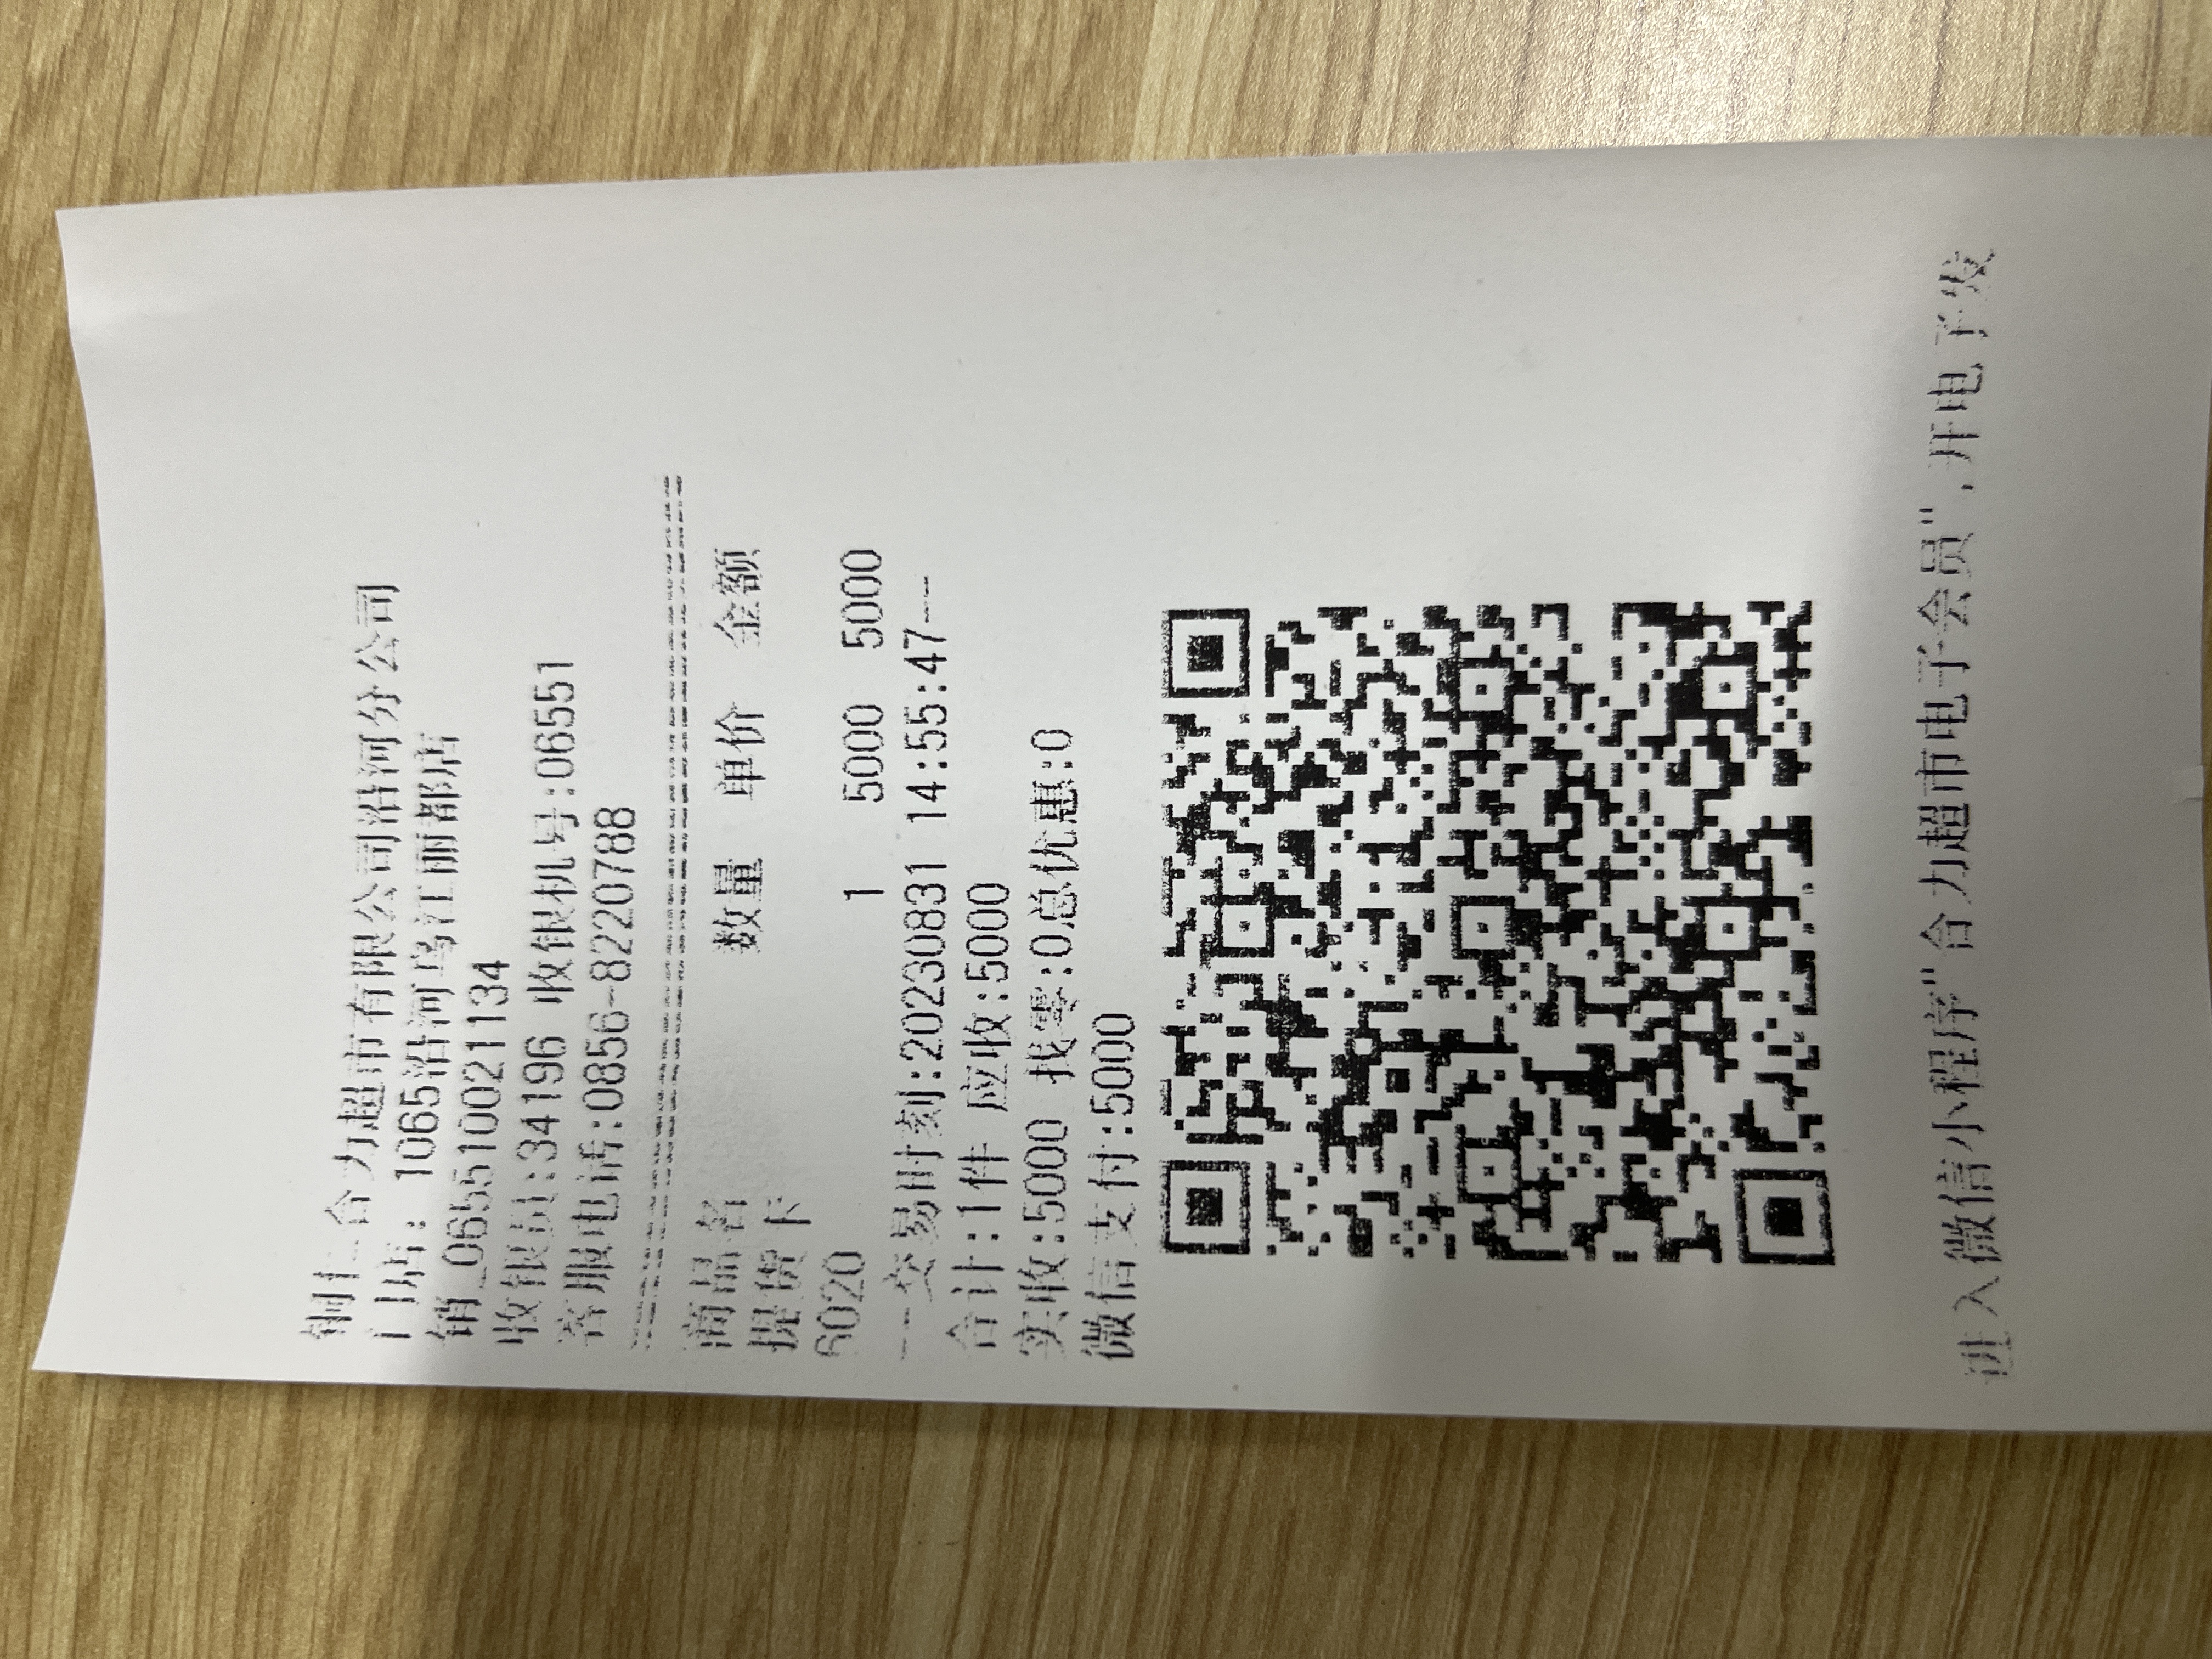 铜仁合力超市有限公司沿河分公司
门店: 1065沿河乌江丽都店
销_065510021134
收银员:34196 收银机号:06551
客服电话:0856-8220788
================================
商品名 数量 单价 金额
提货卡
6020 1 5000 5000
---交易时刻:20230831 14:55:47---
合计:1件 应收:5000
实收:5000 找零:0总优惠:0
微信支付:5000
进入微信小程序"合力超市电子会员",开电子发